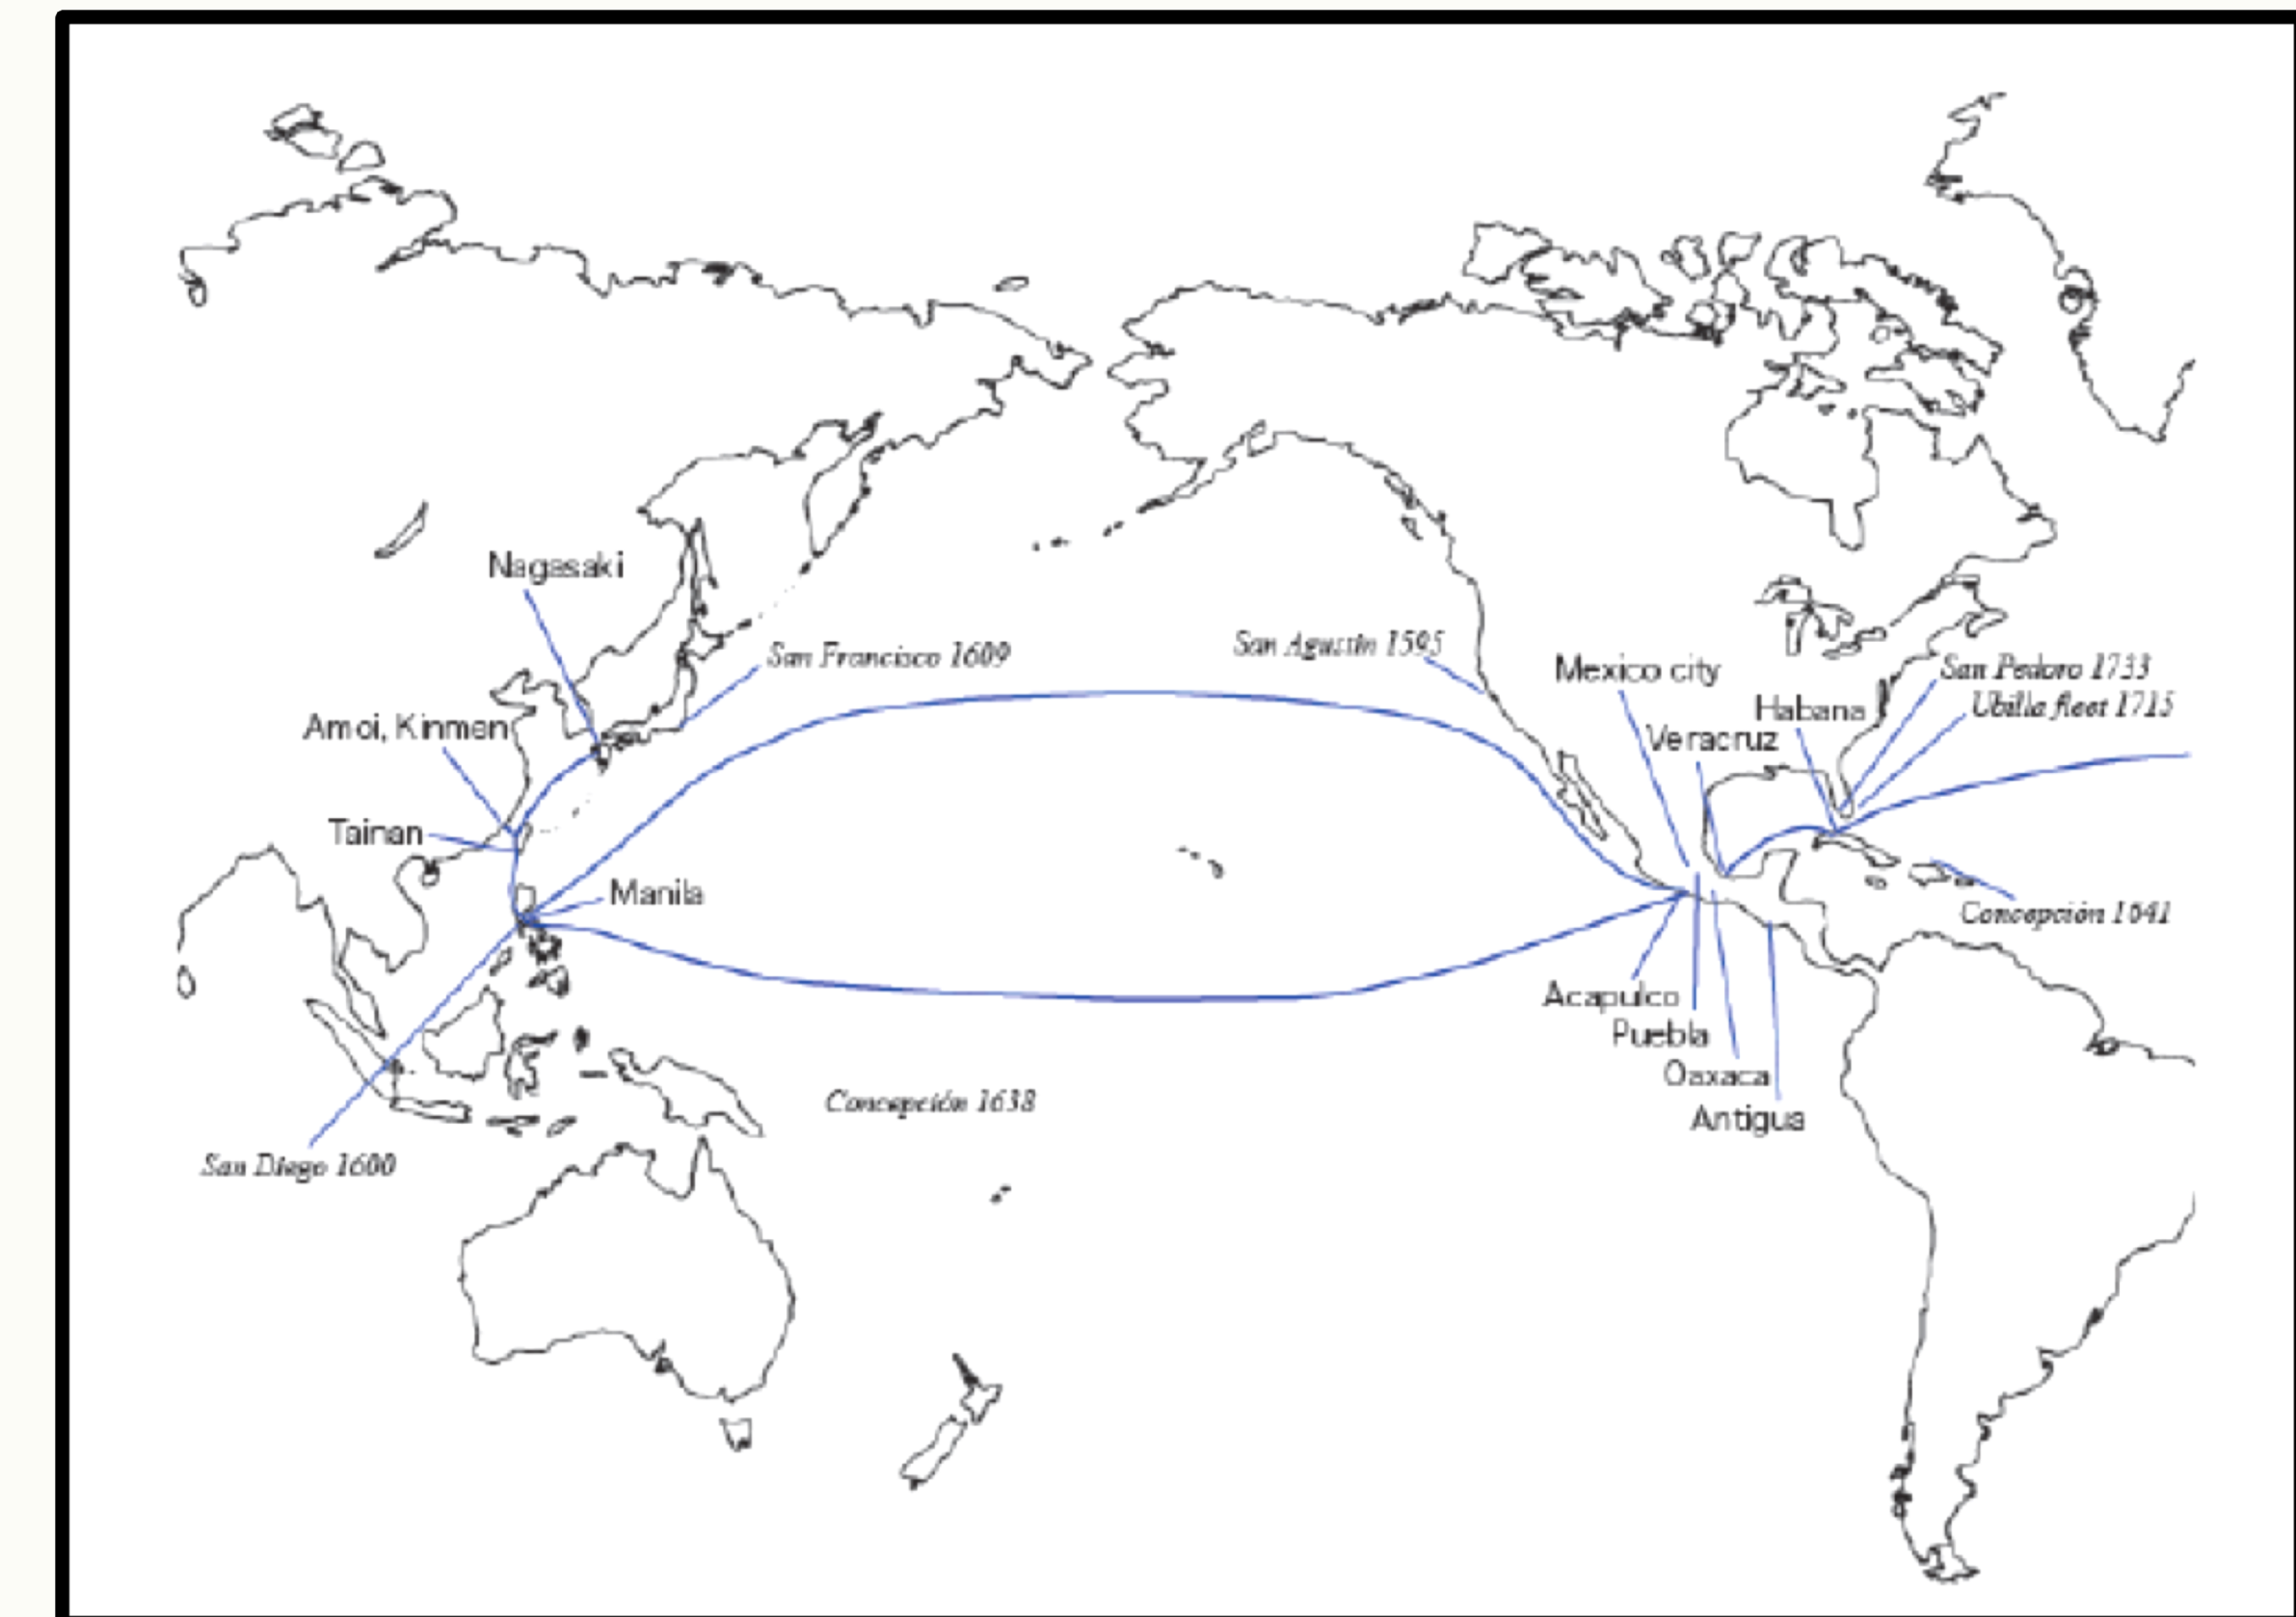 Nagasaki
San Francisco 1609
San Agustin 1595
Mexico city
San Pedoro 1733
Ubilla fleet 1715
Habana
Veracruz
Amoi, Kinmen
Tainan
Manila
Concepción 1641
Acapulco
Puebla
Oaxaca
Antigua
Concepción 1638
San Diego 1600